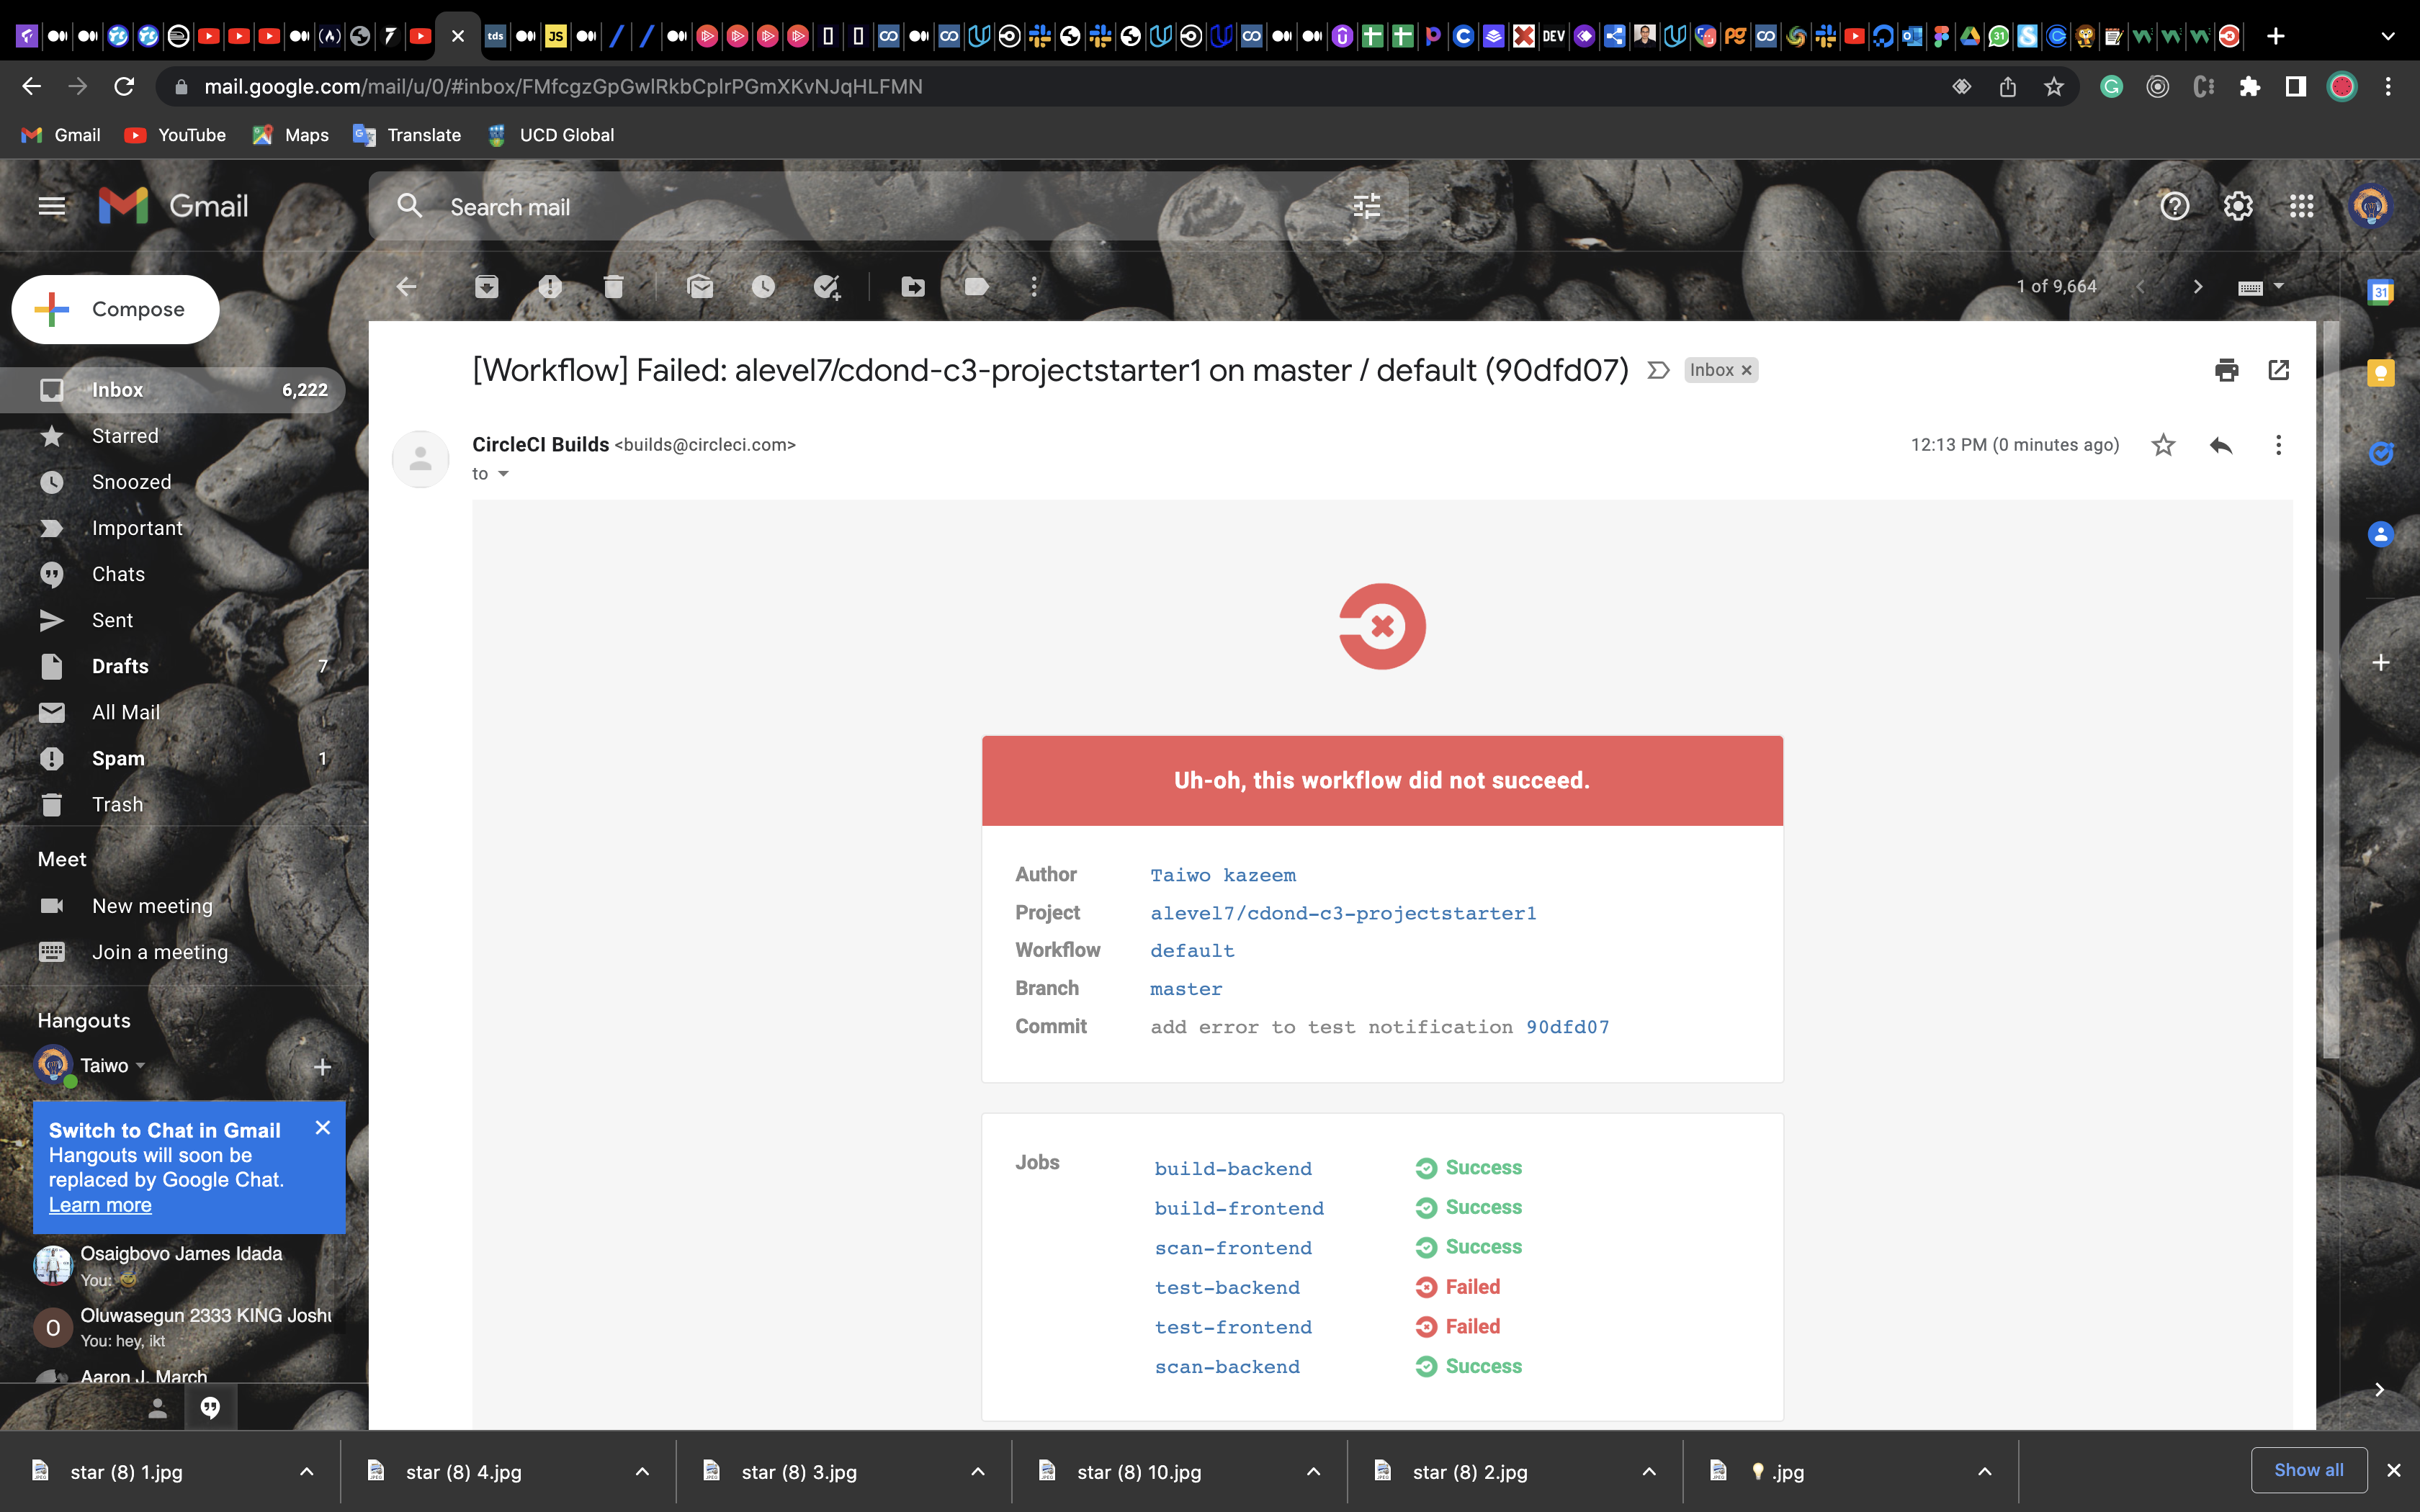 mail.google.com/mail/u/0/#inbox/FMfcgzGpGwlRkbCplrPGmXKvNJqHLFMN
Gmail
YouTube
Maps
Translate
UCD Global
Gmail
Search mail
Compose
1 of 9,664
Inbox 6,222
Starred
Snoozed
Important
Chats
Sent
Drafts 7
All Mail
Spam 1
Trash
Meet
New meeting
Join a meeting
Hangouts
Taiwo
Switch to Chat in Gmail
Hangouts will soon be
replaced by Google Chat.
Learn more
Osaigbovo James Idada
You: 
Oluwasegun 2333 KING Joshu
You: hey, ikt
Aaron J. March
[Workflow] Failed: alevel7/cdond-c3-projectstarter1 on master / default (90dfd07)
Inbox
CircleCI Builds <builds@circleci.com>
12:13 PM (0 minutes ago)
to
Uh-oh, this workflow did not succeed.
Author Taiwo kazeem
Project alevel7/cdond-c3-projectstarter1
Workflow default
Branch master
Commit add error to test notification 90dfd07
Jobs
build-backend Success
build-frontend Success
scan-frontend Success
test-backend Failed
test-frontend Failed
scan-backend Success
star (8) 1.jpg
star (8) 4.jpg
star (8) 3.jpg
star (8) 10.jpg
star (8) 2.jpg
💡.jpg
Show all
tds
JS
DEV
31
31
O